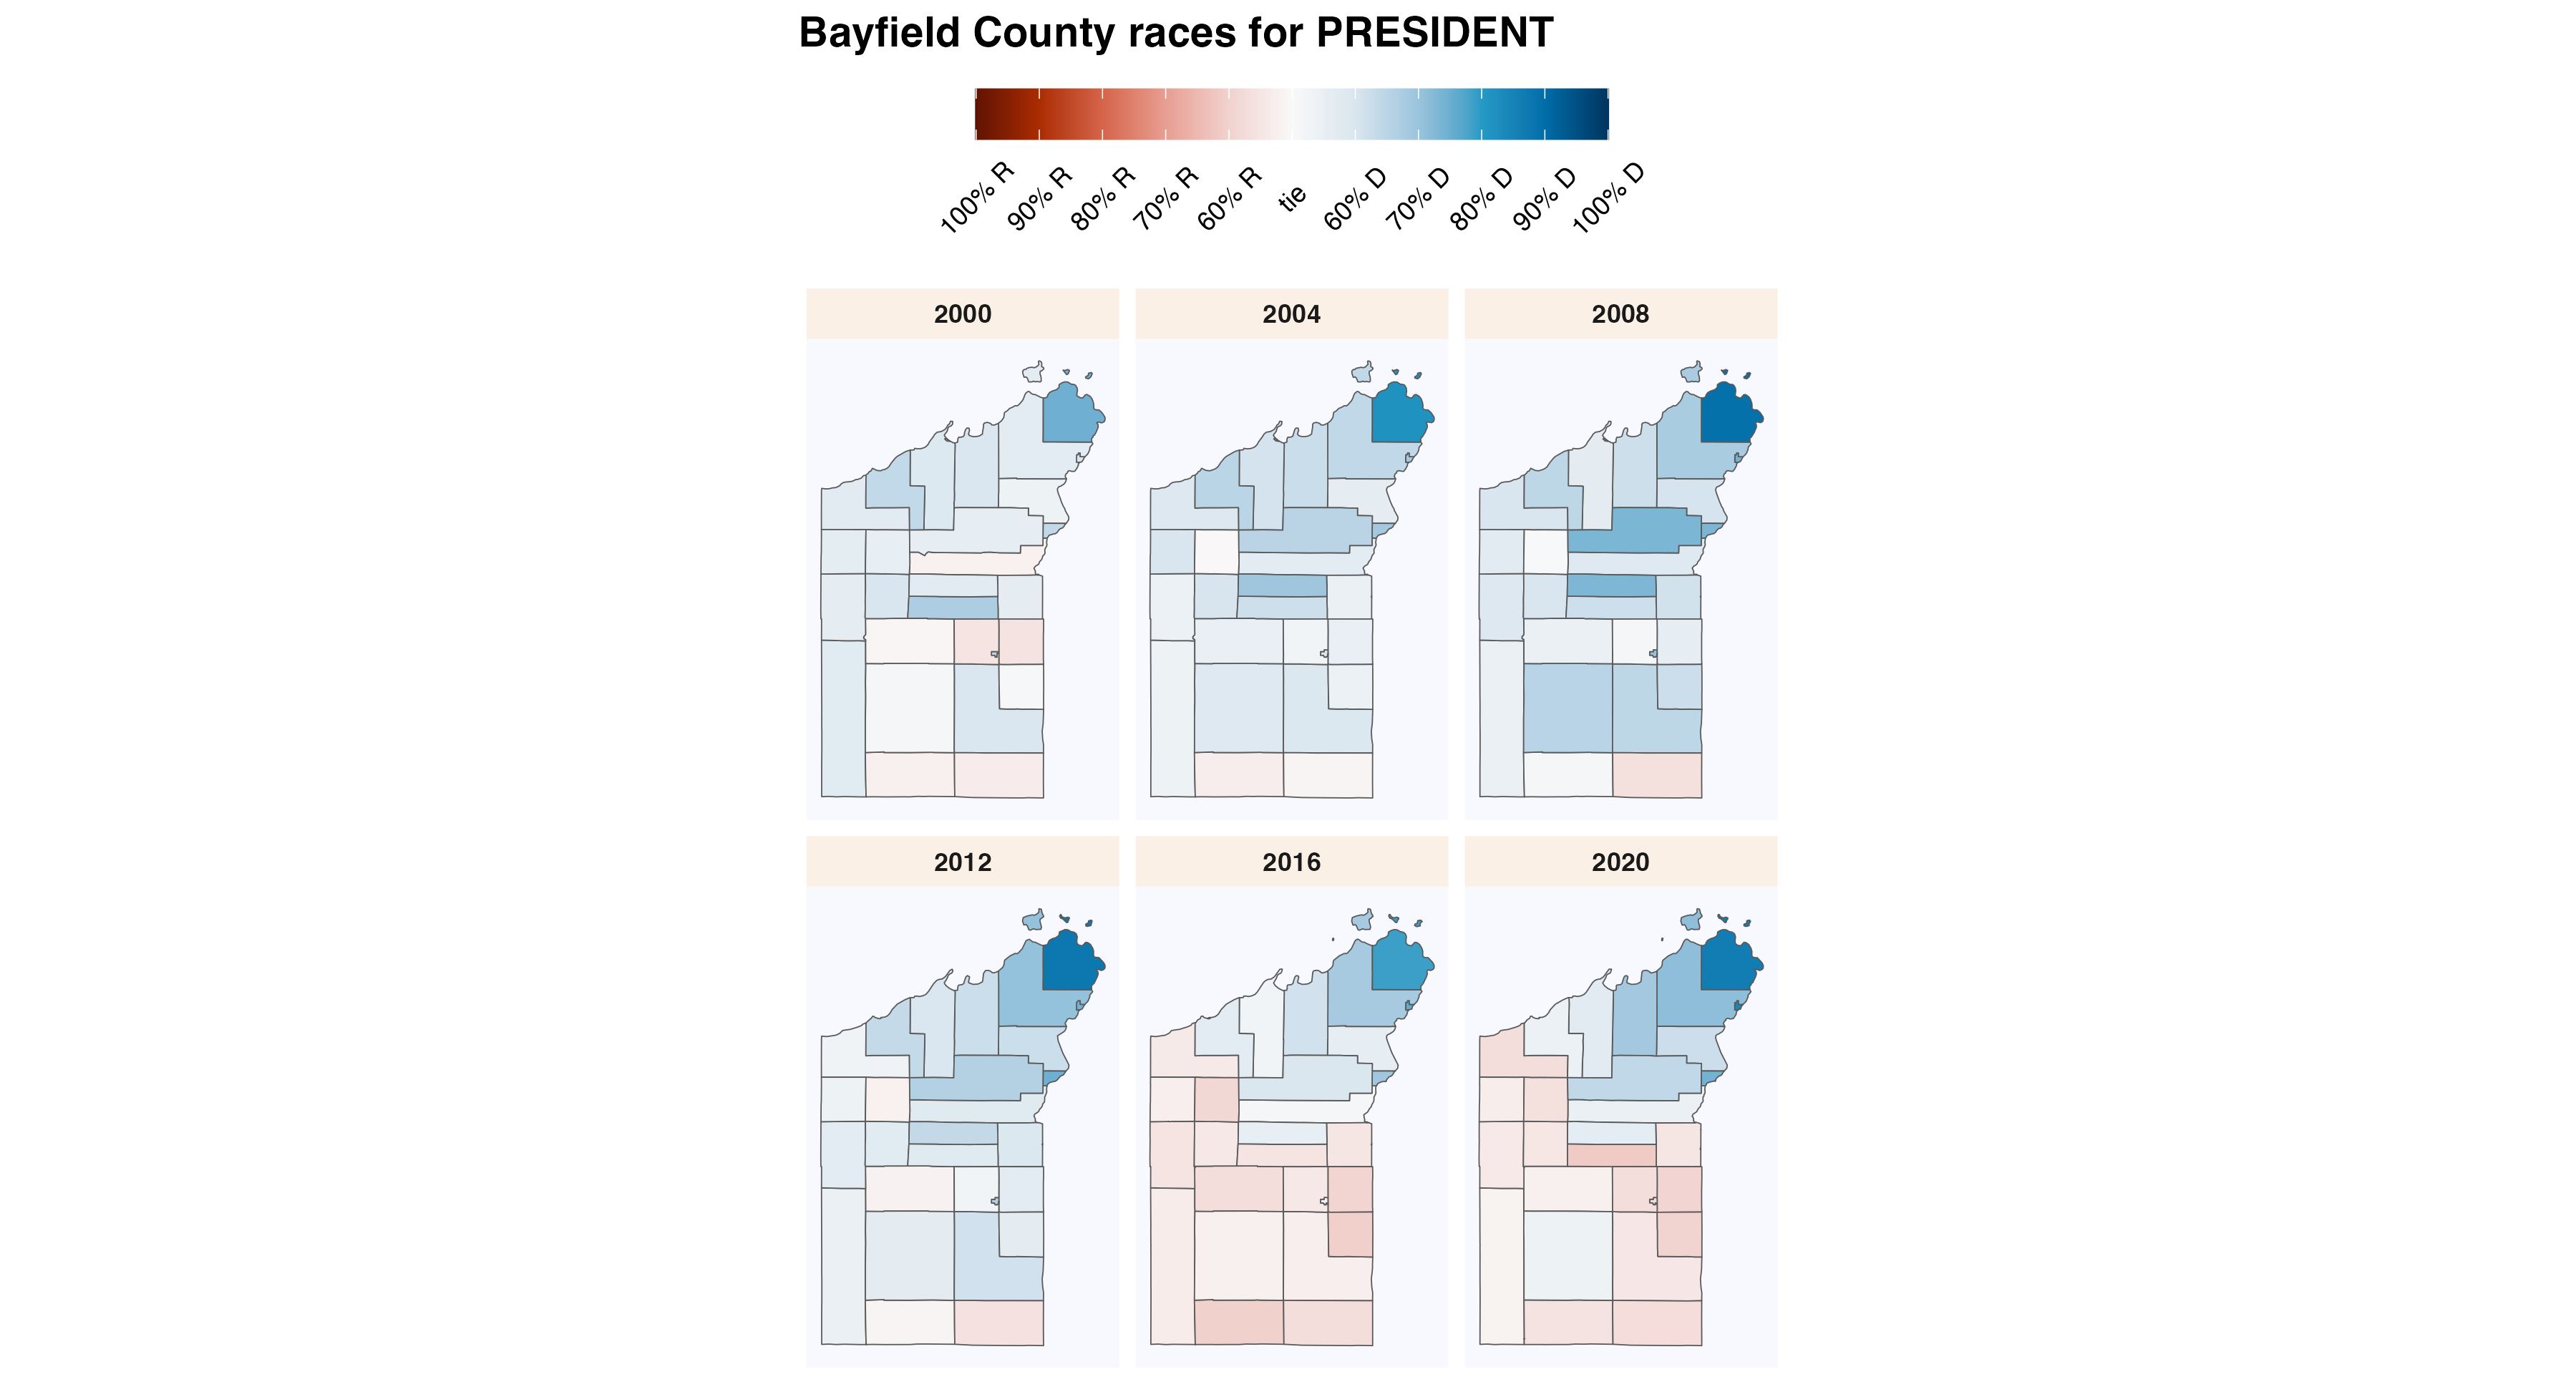 Bayfield County races for PRESIDENT
100% R
90% R
80% R
70% R
60% R
tie
60% D
70% D
80% D
90% D
100% D
2000
2004
2008
2012
2016
2020